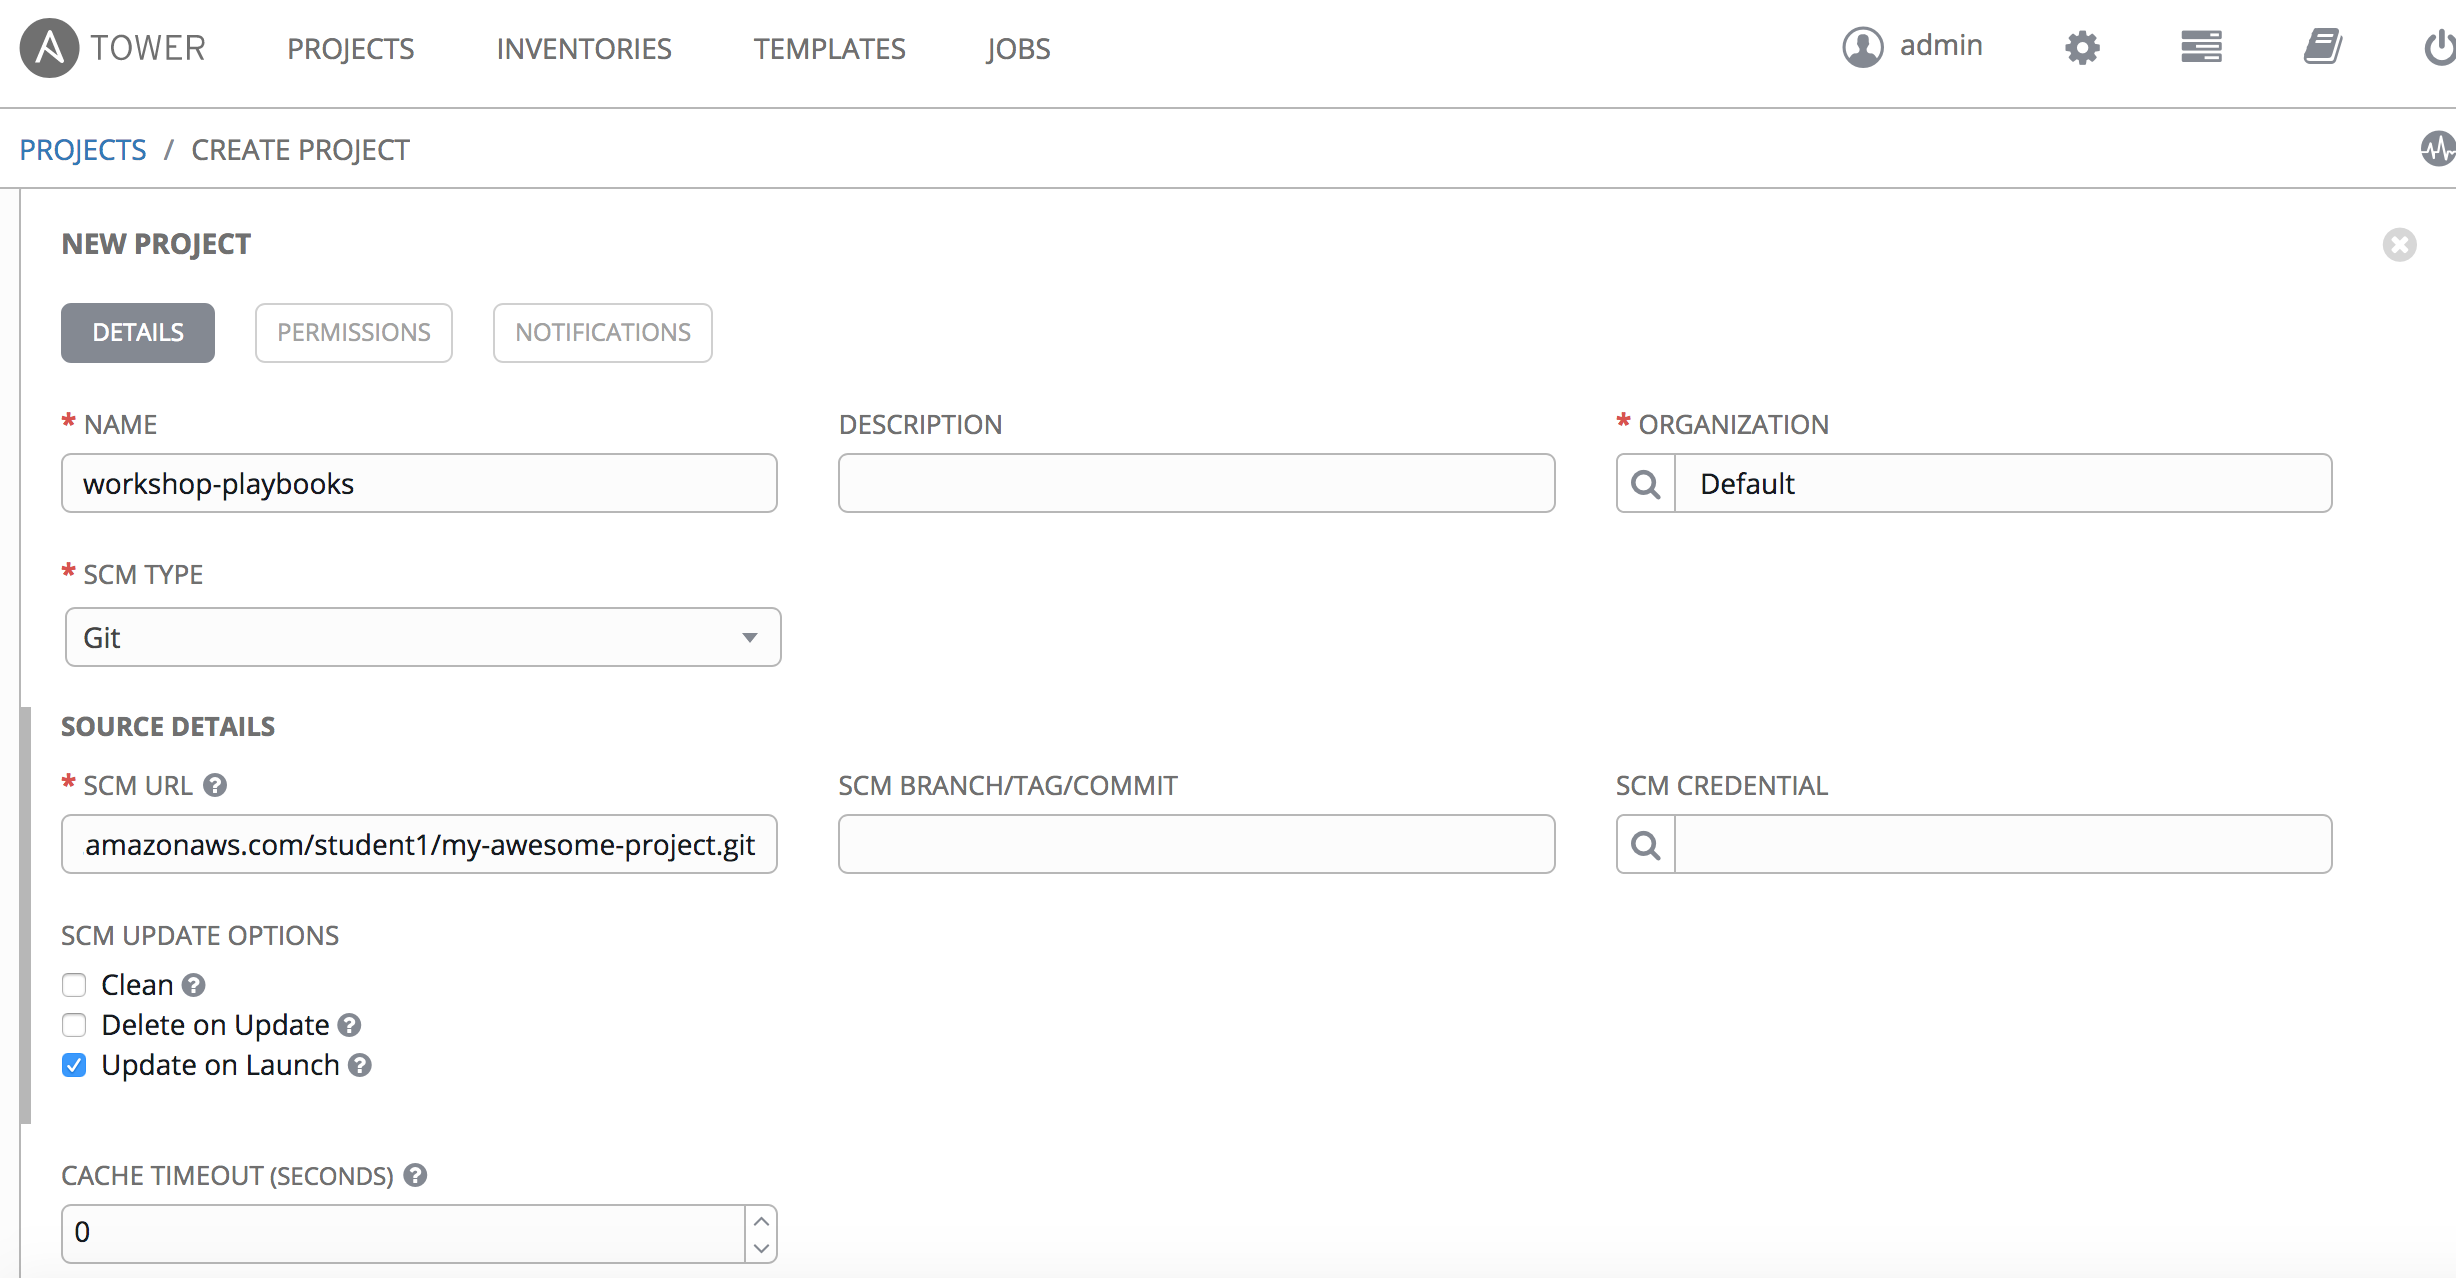 TOWER PROJECTS INVENTORIES TEMPLATES JOBS admin
PROJECTS / CREATE PROJECT
NEW PROJECT
DETAILS PERMISSIONS NOTIFICATIONS
* NAME DESCRIPTION * ORGANIZATION
workshop-playbooks Default
* SCM TYPE
Git
SOURCE DETAILS
* SCM URL ? SCM BRANCH/TAG/COMMIT SCM CREDENTIAL
amazonaws.com/student1/my-awesome-project.git
SCM UPDATE OPTIONS
Clean ?
Delete on Update ?
Update on Launch ?
CACHE TIMEOUT (SECONDS) ?
0